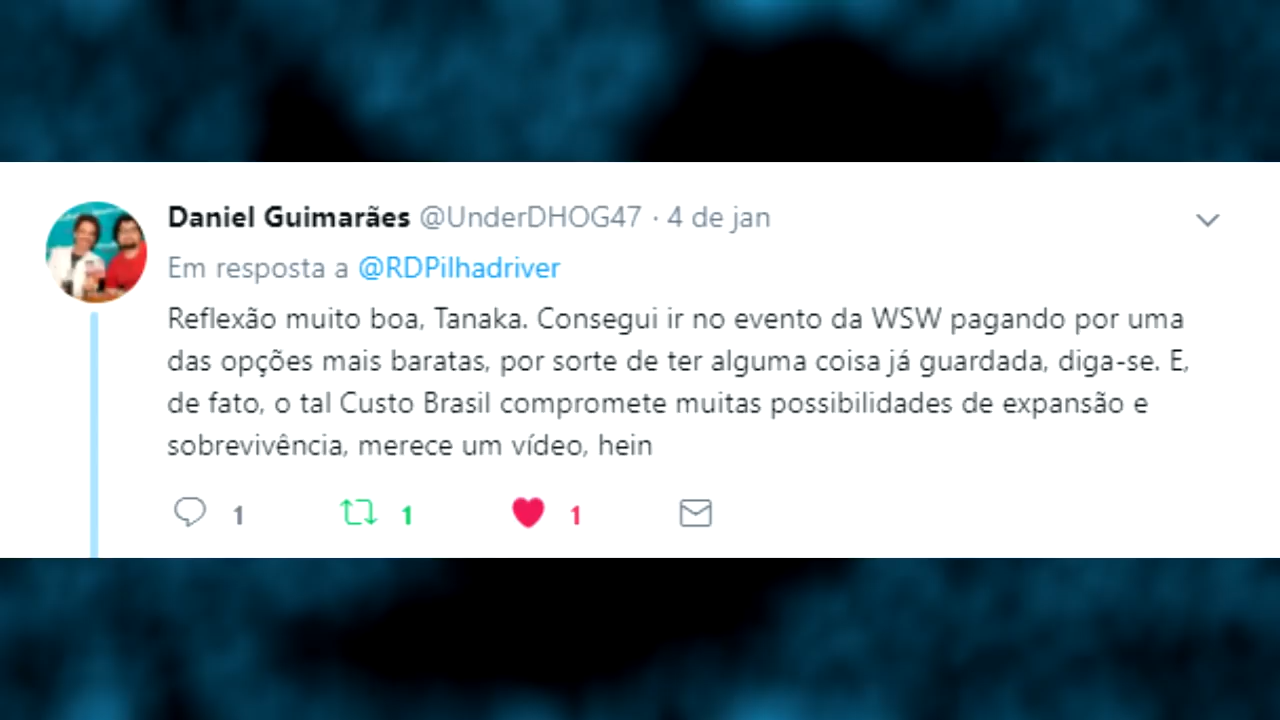 Daniel Guimarães @UnderDHOG47 · 4 de jan
Em resposta a @RDPilhadriver
Reflexão muito boa, Tanaka. Consegui ir no evento da WSW pagando por uma
das opções mais baratas, por sorte de ter alguma coisa já guardada, diga-se. E,
de fato, o tal Custo Brasil compromete muitas possibilidades de expansão e
sobrevivência, merece um vídeo, hein
1 1 1